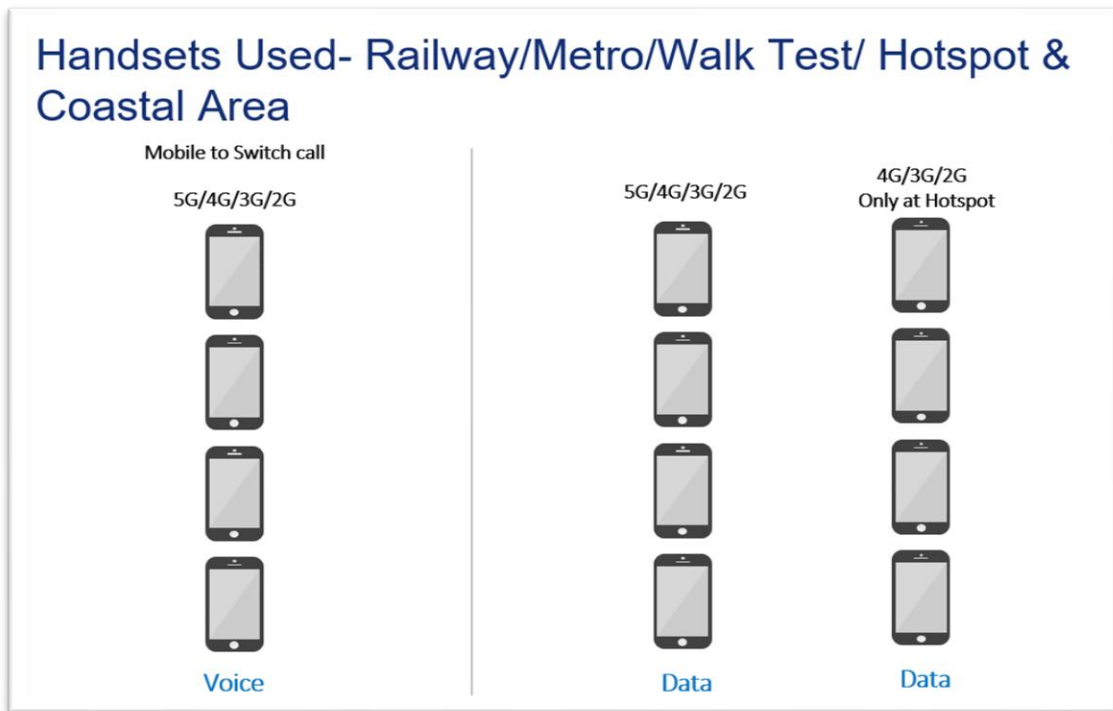 Handsets Used- Railway/Metro/Walk Test/ Hotspot &
Coastal Area
Mobile to Switch call
5G/4G/3G/2G
Voice
5G/4G/3G/2G
Data
4G/3G/2G
Only at Hotspot
Data